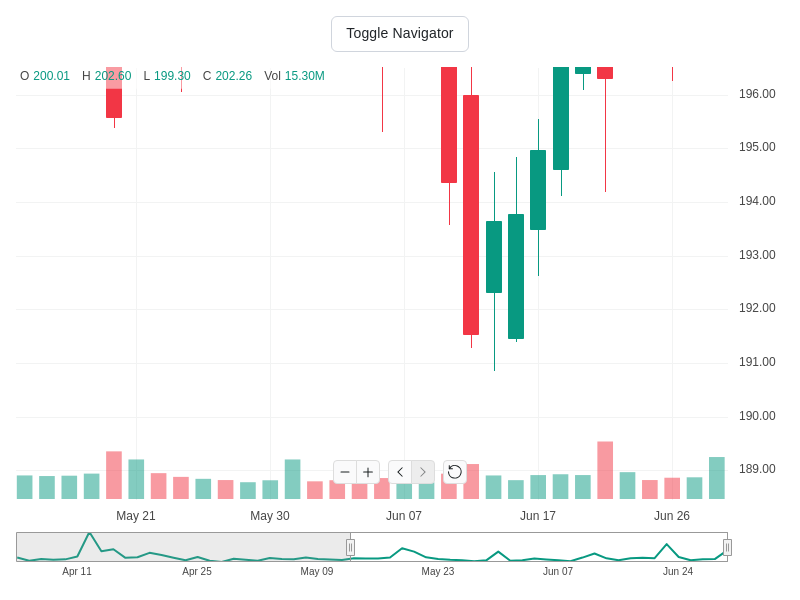 Toggle Navigator
O 200.01 H 202.60 L 199.30 C 202.26 Vol 15.30M
196.00
195.00
194.00
193.00
192.00
191.00
190.00
189.00
May 21 May 30 Jun 07 Jun 17 Jun 26
Apr 11 Apr 25 May 09 May 23 Jun 07 Jun 24